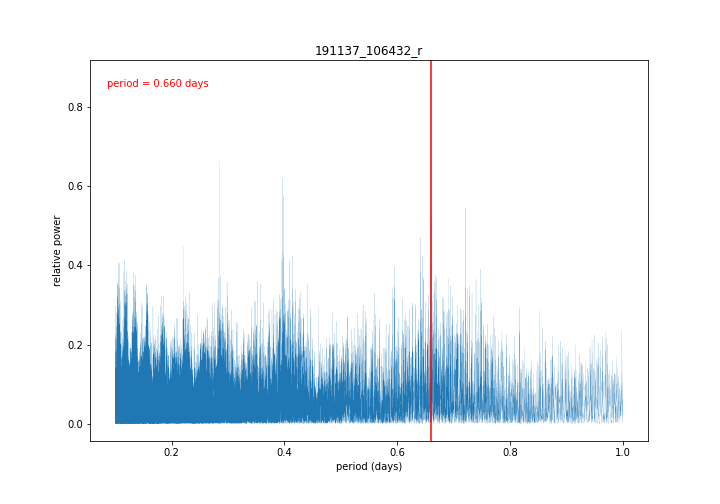 191137_106432_r
period = 0.660 days
relative power
0.8
0.6
0.4
0.2
0.0
0.2 0.4 0.6 0.8 1.0
period (days)